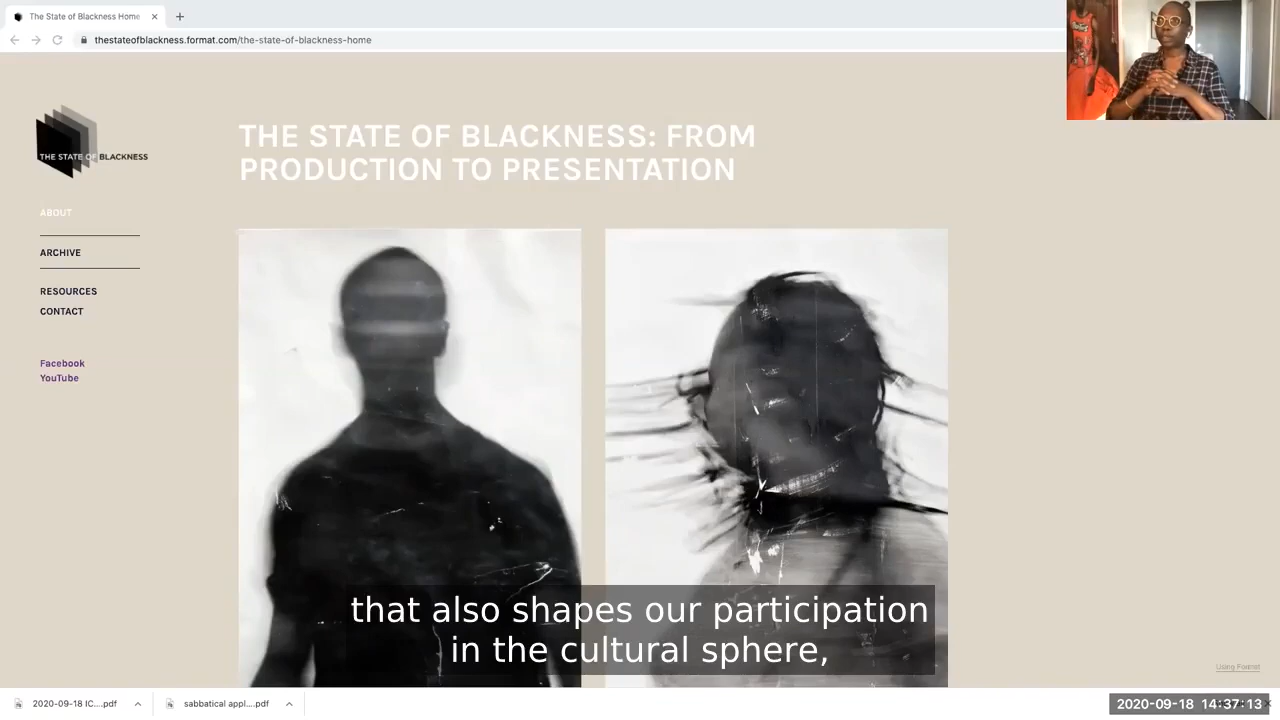 The State of Blackness Home
thestateofblackness.format.com/the-state-of-blackness-home
THE STATE OF BLACKNESS
THE STATE OF BLACKNESS: FROM
PRODUCTION TO PRESENTATION
ABOUT
ARCHIVE
RESOURCES
CONTACT
Facebook
YouTube
that also shapes our participation
in the cultural sphere,
Using Format
2020-09-18 IC....pdf
sabbatical appl....pdf
2020-09-18 14:37:13